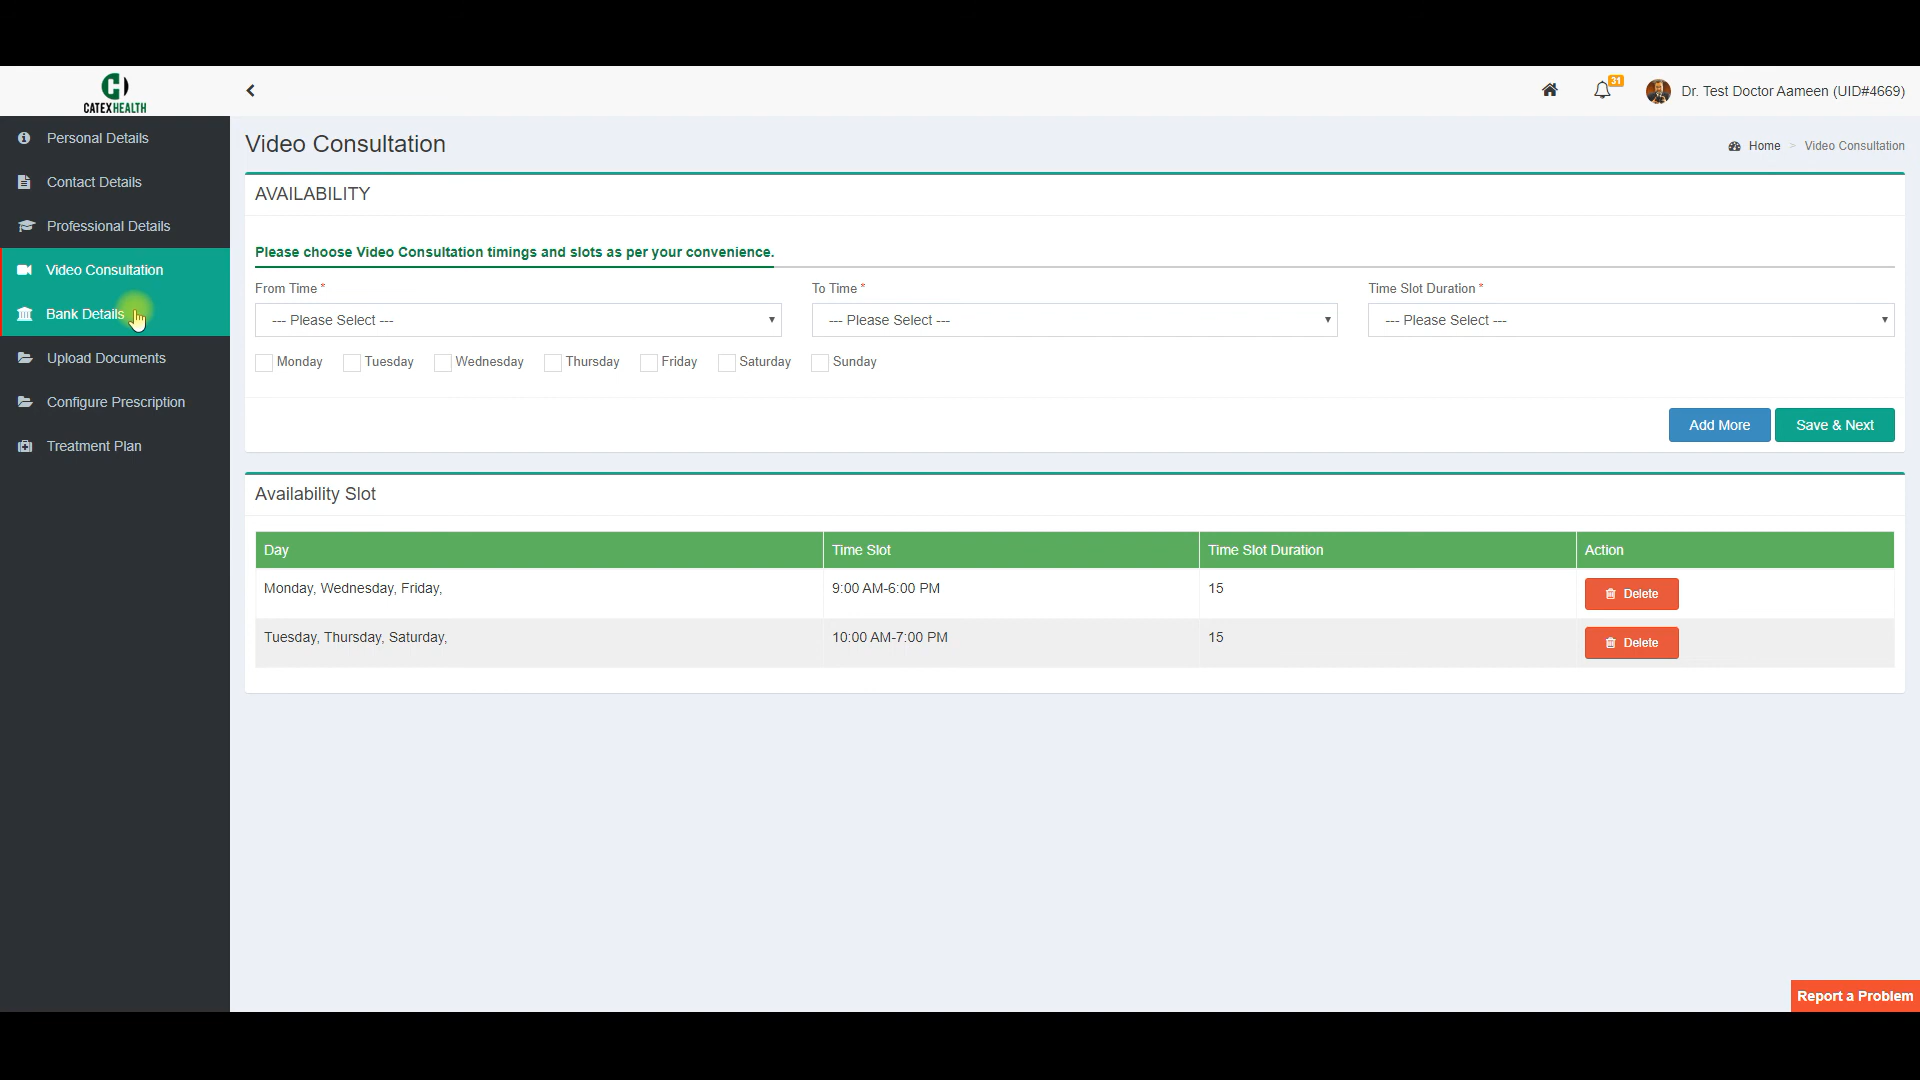 CATEXHEALTH
31
Dr. Test Doctor Aameen (UID#4669)
Personal Details
Contact Details
Professional Details
Video Consultation
Bank Details
Upload Documents
Configure Prescription
Treatment Plan
Video Consultation
Home > Video Consultation
AVAILABILITY
Please choose Video Consultation timings and slots as per your convenience.
From Time * To Time * Time Slot Duration *
--- Please Select --- --- Please Select --- --- Please Select ---
Monday Tuesday Wednesday Thursday Friday Saturday Sunday
Add More Save & Next
Availability Slot
Day Time Slot Time Slot Duration Action
Monday, Wednesday, Friday, 9:00 AM-6:00 PM 15 Delete
Tuesday, Thursday, Saturday, 10:00 AM-7:00 PM 15 Delete
Report a Problem